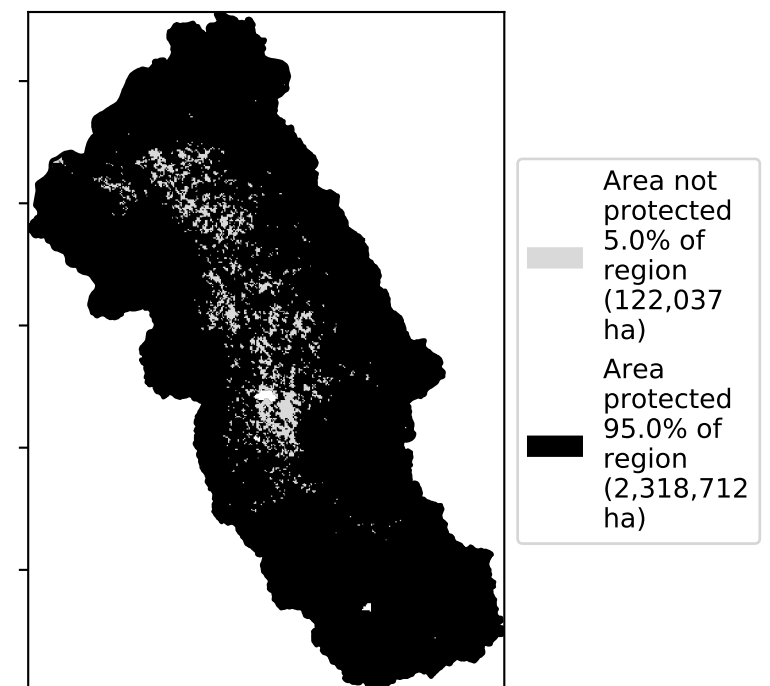 Area not
protected
5.0% of
region
(122,037
ha)
Area
protected
95.0% of
region
(2,318,712
ha)